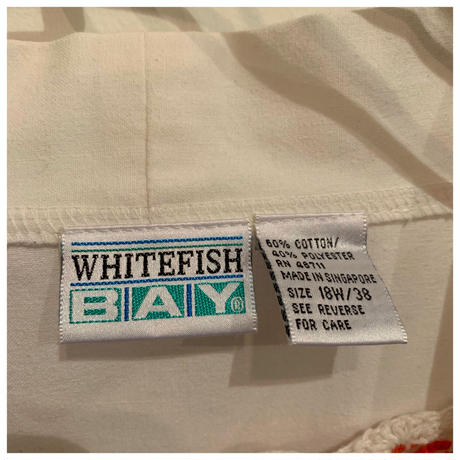 WHITEFISH
BAY®
60% COTTON/
40% POLYESTER
RN 48711
MADE IN SINGAPORE
SIZE 18W/38
SEE REVERSE
FOR CARE